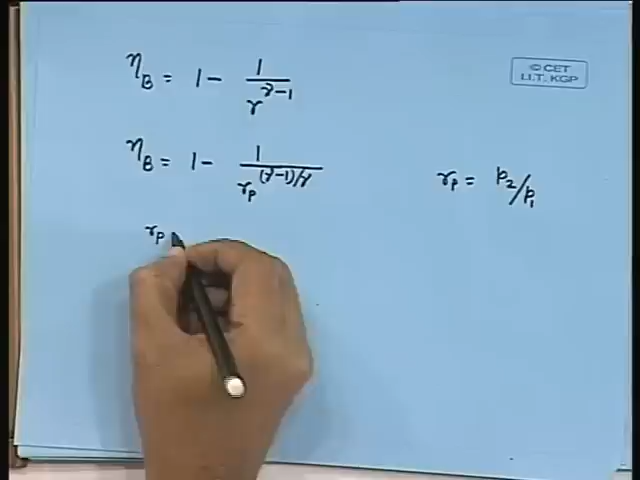 η_B = 1 - 1/r^(γ-1)
© CET
I.I.T. KGP
η_B = 1 - 1/r_p^((γ-1)/γ)
r_p = p_2/p_1
r_p